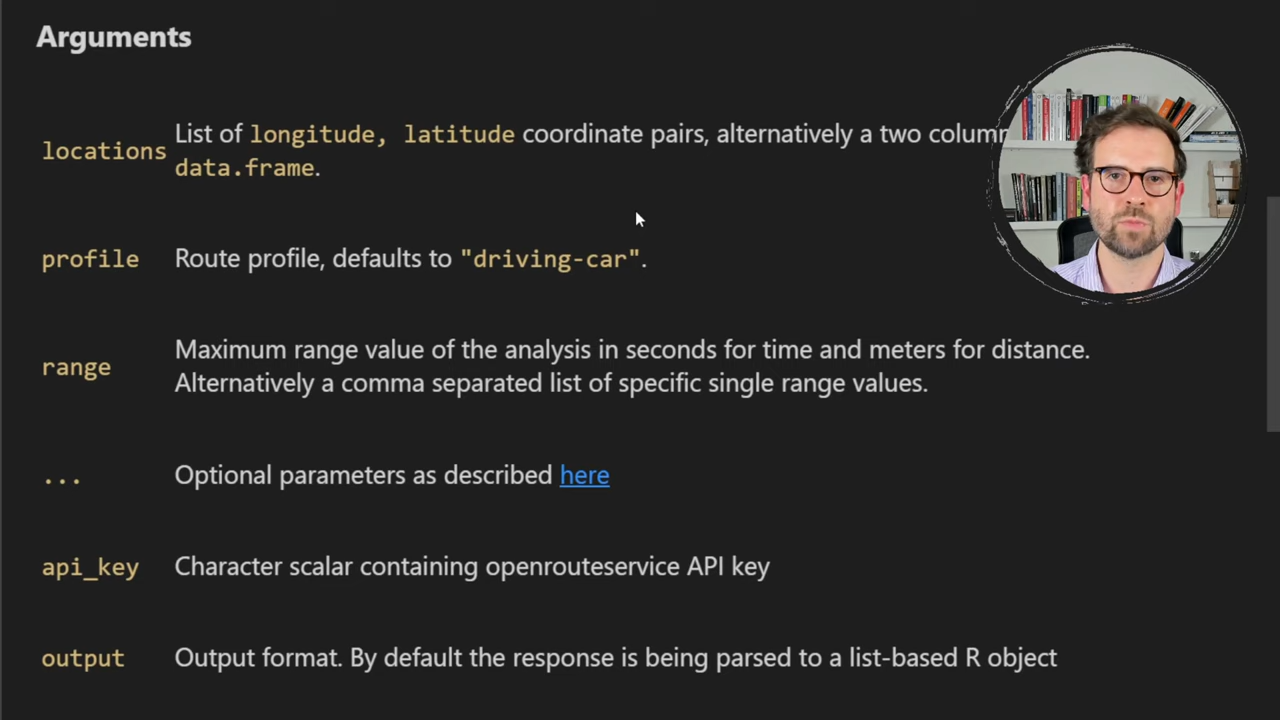 Arguments
locations List of longitude, latitude coordinate pairs, alternatively a two column
data.frame.
profile Route profile, defaults to "driving-car".
range Maximum range value of the analysis in seconds for time and meters for distance.
Alternatively a comma separated list of specific single range values.
... Optional parameters as described here
api_key Character scalar containing openrouteservice API key
output Output format. By default the response is being parsed to a list-based R object